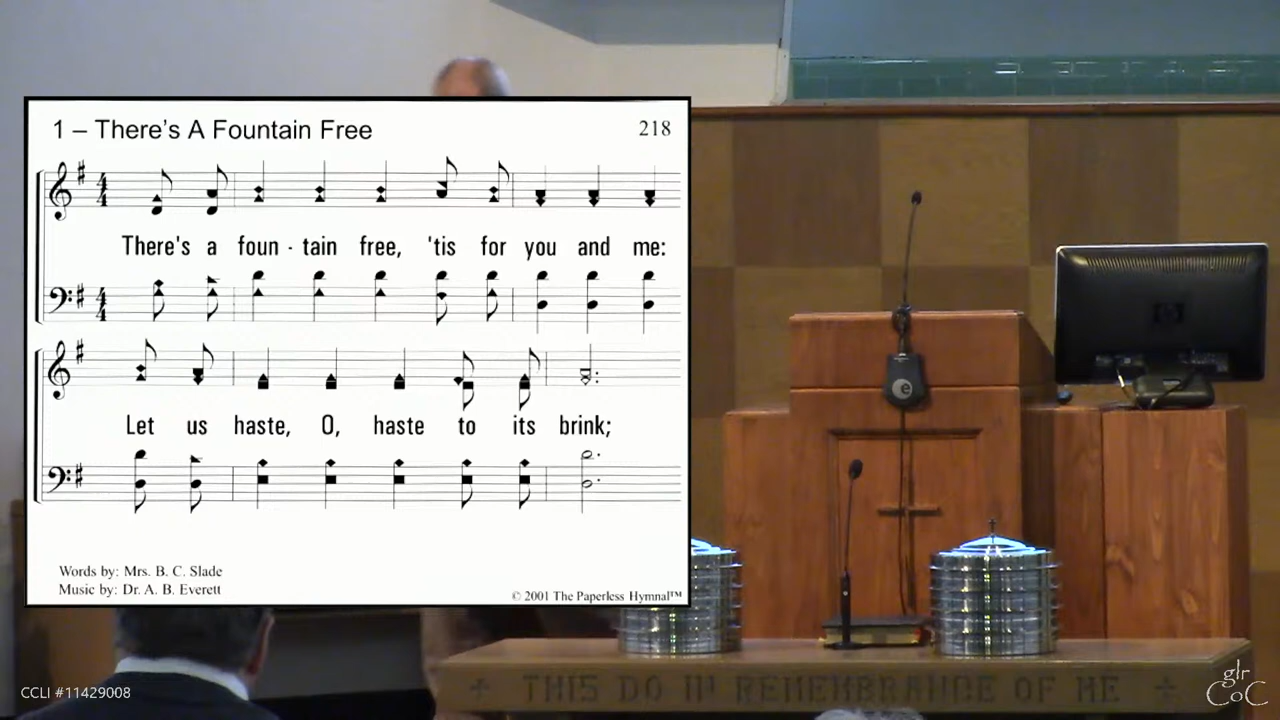 1 – There's A Fountain Free
218
There's a foun - tain free, 'tis for you and me:
Let us haste, O, haste to its brink;
Words by: Mrs. B. C. Slade
Music by: Dr. A. B. Everett
© 2001 The Paperless Hymnal™
e
THIS DO IN REMEMBRANCE OF ME
CCLI #11429008
glr
CoC